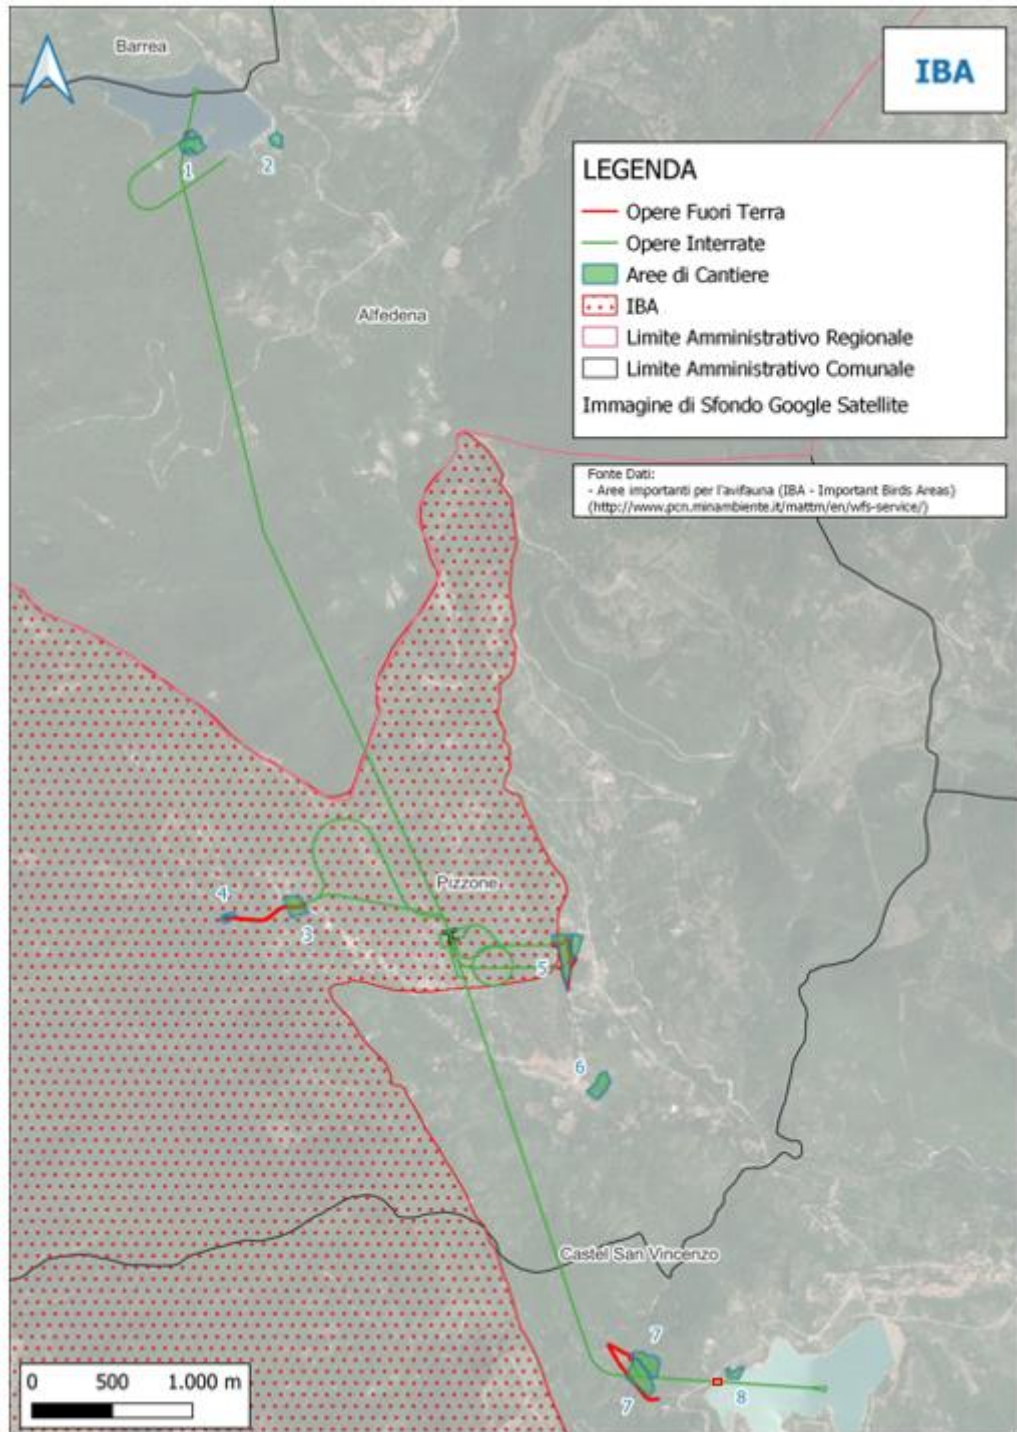 Barrea
IBA
1
2
LEGENDA
Opere Fuori Terra
Opere Interrate
Aree di Cantiere
IBA
Limite Amministrativo Regionale
Limite Amministrativo Comunale
Immagine di Sfondo Google Satellite
Alfedena
Fonte Dati:
- Aree importanti per l'avifauna (IBA - Important Birds Areas)
(http://www.pcn.minambiente.it/mattm/en/wfs-service/)
Pizzone
4
3
5
6
Castel San Vincenzo
7
7
8
0 500 1.000 m